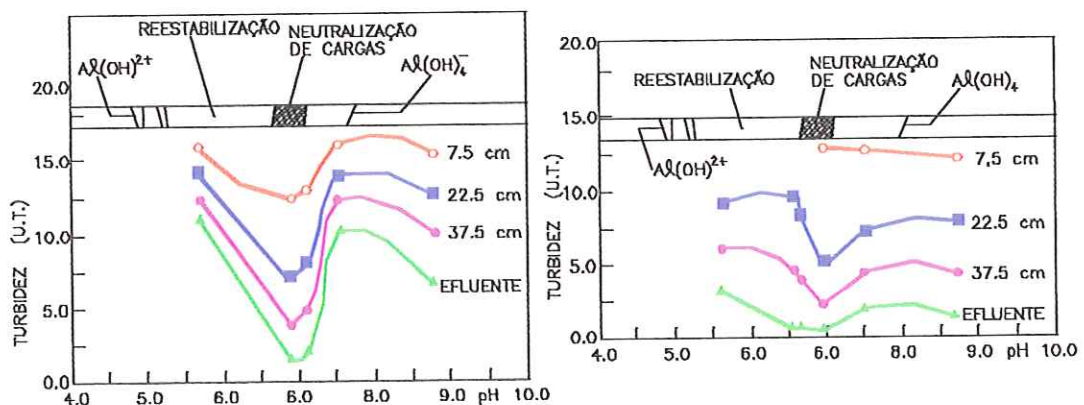 REESTABILIZAÇÃO
NEUTRALIZAÇÃO
DE CARGAS
Aℓ(OH)²⁺
Aℓ(OH)₄⁻
20.0
15.0
10.0
5.0
0.0
TURBIDEZ (U.T.)
7.5 cm
22.5 cm
37.5 cm
EFLUENTE
4.0 5.0 6.0 6.0 8.0 9.0 pH 10.0
20.0
15.0
10.0
5.0
0.0
TURBIDEZ (U.T.)
REESTABILIZAÇÃO
NEUTRALIZAÇÃO
DE CARGAS
Aℓ(OH)₄
Aℓ(OH)²⁺
7,5 cm
22.5 cm
37.5 cm
EFLUENTE
4.0 5.0 6.0 6.0 8.0 9.0 pH 10.0